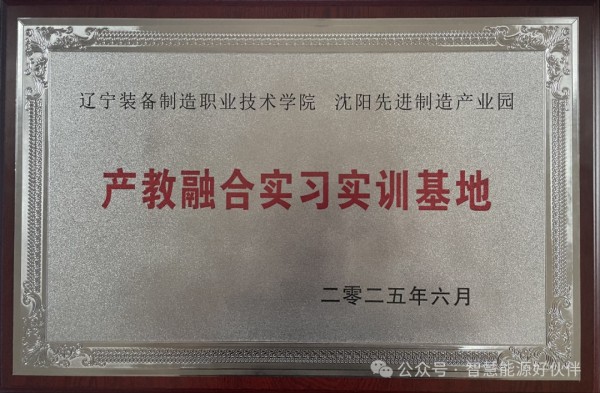 辽宁装备制造职业技术学院 沈阳先进制造产业园
产教融合实习实训基地
二零二五年六月
公众号·智慧能源好伙伴